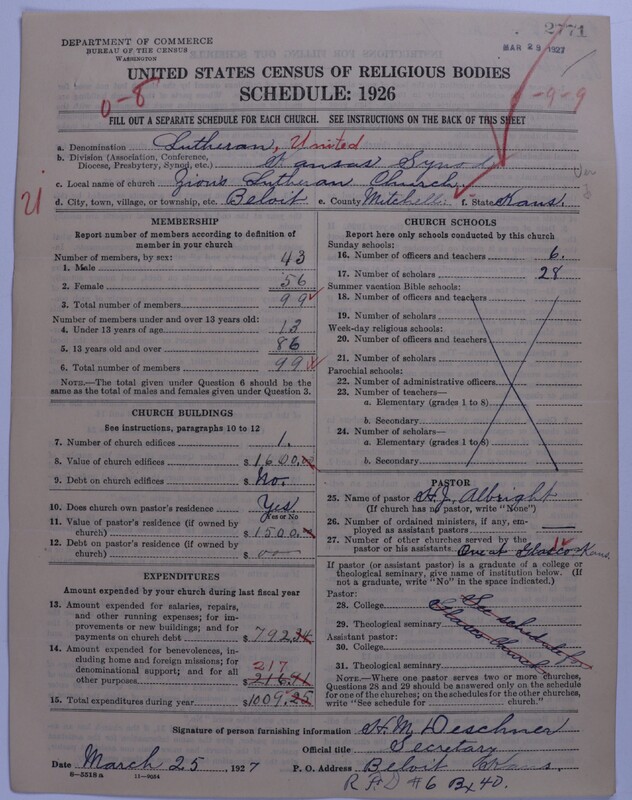 2771
DEPARTMENT OF COMMERCE
BUREAU OF THE CENSUS
WASHINGTON
MAR 29 1927
UNITED STATES CENSUS OF RELIGIOUS BODIES
SCHEDULE: 1926
0-8
-9-9
FILL OUT A SEPARATE SCHEDULE FOR EACH CHURCH. SEE INSTRUCTIONS ON THE BACK OF THIS SHEET
a. Denomination Lutheran, United
b. Division (Association, Conference, Diocese, Presbytery, Synod, etc.) Kansas Synod
c. Local name of church Zion's Lutheran Church
d. City, town, village, or township, etc. Beloit e. County Mitchell f. State Kans.
MEMBERSHIP
Report number of members according to definition of member in your church
Number of members, by sex:
1. Male 43
2. Female 56
3. Total number of members 99
Number of members under and over 13 years old:
4. Under 13 years of age 13
5. 13 years old and over 86
6. Total number of members 99
NOTE.—The total given under Question 6 should be the same as the total of males and females given under Question 3.
CHURCH BUILDINGS
See instructions, paragraphs 10 to 12
7. Number of church edifices 1.
8. Value of church edifices $ 1600.00
9. Debt on church edifices $ No.
10. Does church own pastor's residence? Yes
Yes or No
11. Value of pastor's residence (if owned by church) $ 1500.
12. Debt on pastor's residence (if owned by church) $
EXPENDITURES
Amount expended by your church during last fiscal year
13. Amount expended for salaries, repairs, and other running expenses; for improvements or new buildings; and for payments on church debt $ 792.34
14. Amount expended for benevolences, including home and foreign missions; for denominational support; and for all other purposes 217 $ 216.91
15. Total expenditures during year $ 1009.25
CHURCH SCHOOLS
Report here only schools conducted by this church
Sunday schools:
16. Number of officers and teachers 6.
17. Number of scholars 28
Summer vacation Bible schools:
18. Number of officers and teachers
19. Number of scholars
Week-day religious schools:
20. Number of officers and teachers
21. Number of scholars
Parochial schools:
22. Number of administrative officers
23. Number of teachers—
a. Elementary (grades 1 to 8)
b. Secondary
24. Number of scholars—
a. Elementary (grades 1 to 8)
b. Secondary
PASTOR
25. Name of pastor H.J. Albright
(If church has no pastor, write "None")
26. Number of ordained ministers, if any, employed as assistant pastors
27. Number of other churches served by the pastor or his assistants One at Glasco Kans. 1
If pastor (or assistant pastor) is a graduate of a college or theological seminary, give name of institution below. (If not a graduate, write "No" in the space indicated.)
Pastor:
28. College See schedule for
29. Theological seminary Glasco Church
Assistant pastor:
30. College
31. Theological seminary
NOTE.—Where one pastor serves two or more churches, Questions 28 and 29 should be answered only on the schedule for one of the churches; on the schedules for the other churches, write "See schedule for church."
Signature of person furnishing information H.M. Deschner
Official title Secretary
Date March 25, 1927 P. O. Address Beloit Kans
8—5518 a 11—9034
R.F.D #6 Bx 40.